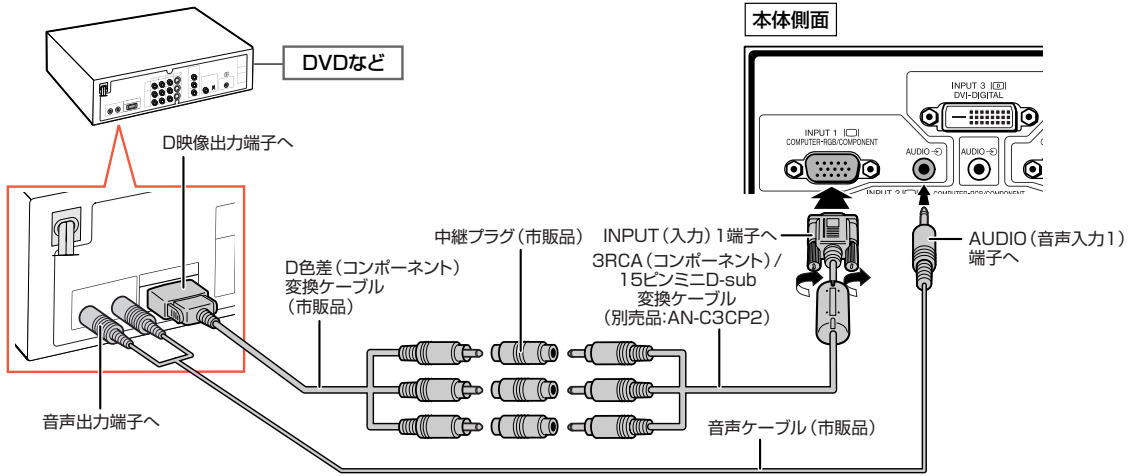 本体側面
DVDなど
INPUT 3
DVI-DIGITAL
D映像出力端子へ
INPUT 1
COMPUTER-RGB/COMPONENT
AUDIO
AUDIO
INPUT 2
COMPUTER-RGB/COMPONENT
中継プラグ(市販品)
INPUT(入力)1端子へ
AUDIO(音声入力1)
端子へ
D色差(コンポーネント)
変換ケーブル
(市販品)
3RCA(コンポーネント)/
15ピンミニD-sub
変換ケーブル
(別売品:AN-C3CP2)
音声出力端子へ
音声ケーブル(市販品)